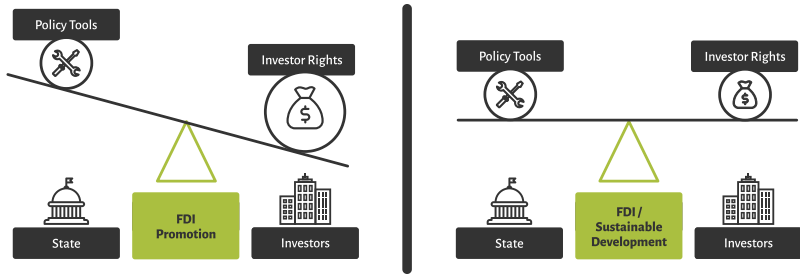 Policy Tools
Investor Rights
$
State
FDI
Promotion
Investors
Policy Tools
Investor Rights
$
State
FDI /
Sustainable
Development
Investors